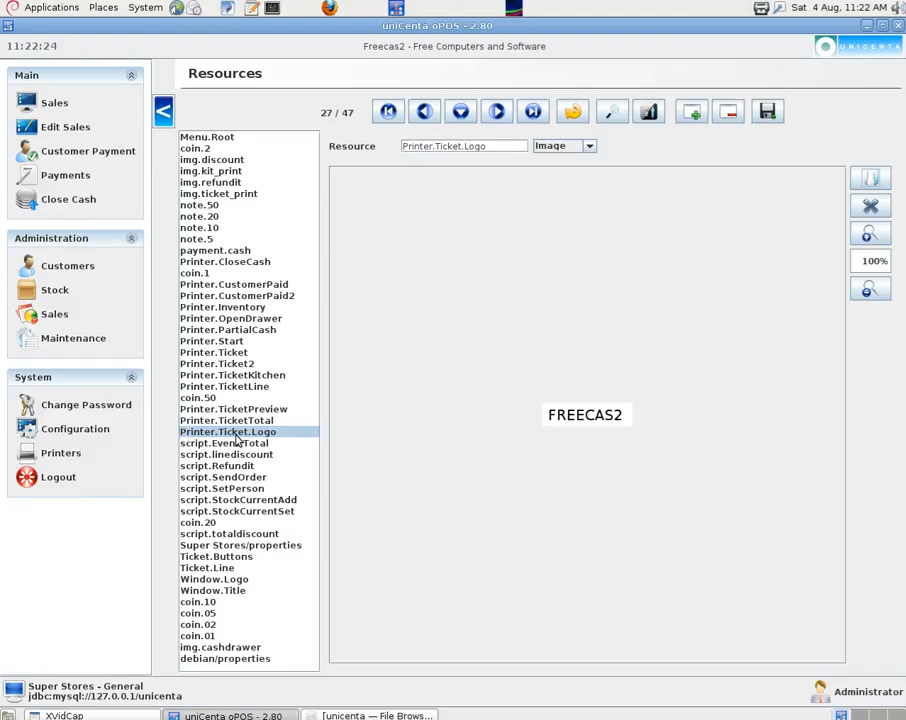 Applications Places System
Sat 4 Aug, 11:22 AM
uniCenta oPOS - 2.80
11:22:24
Freecas2 - Free Computers and Software
UNICENTA
Main
Sales
Edit Sales
Customer Payment
Payments
Close Cash
Administration
Customers
Stock
Sales
Maintenance
System
Change Password
Configuration
Printers
Logout
Resources
<
27 / 47
Menu.Root
coin.2
img.discount
img.kit_print
img.refundit
img.ticket_print
note.50
note.20
note.10
note.5
payment.cash
Printer.CloseCash
coin.1
Printer.CustomerPaid
Printer.CustomerPaid2
Printer.Inventory
Printer.OpenDrawer
Printer.PartialCash
Printer.Start
Printer.Ticket
Printer.Ticket2
Printer.TicketKitchen
Printer.TicketLine
coin.50
Printer.TicketPreview
Printer.TicketTotal
Printer.Ticket.Logo
script.Event.Total
script.linediscount
script.Refundit
script.SendOrder
script.SetPerson
script.StockCurrentAdd
script.StockCurrentSet
coin.20
script.totaldiscount
Super Stores/properties
Ticket.Buttons
Ticket.Line
Window.Logo
Window.Title
coin.10
coin.05
coin.02
coin.01
img.cashdrawer
debian/properties
Resource Printer.Ticket.Logo Image
FREECAS2
100%
Super Stores - General
jdbc:mysql://127.0.0.1/unicenta
Administrator
XVidCap
uniCenta oPOS - 2.80
[unicenta — File Brows...